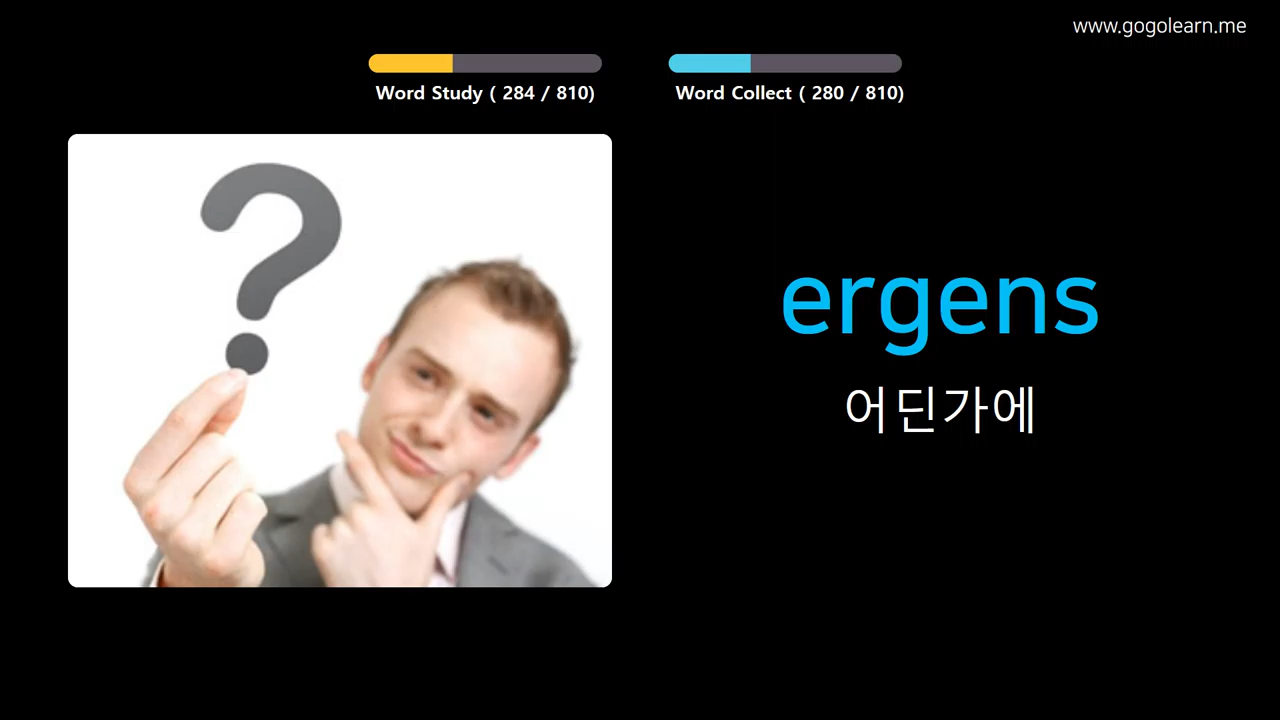 www.gogolearn.me
Word Study ( 284 / 810)
Word Collect ( 280 / 810)
?
ergens
어딘가에